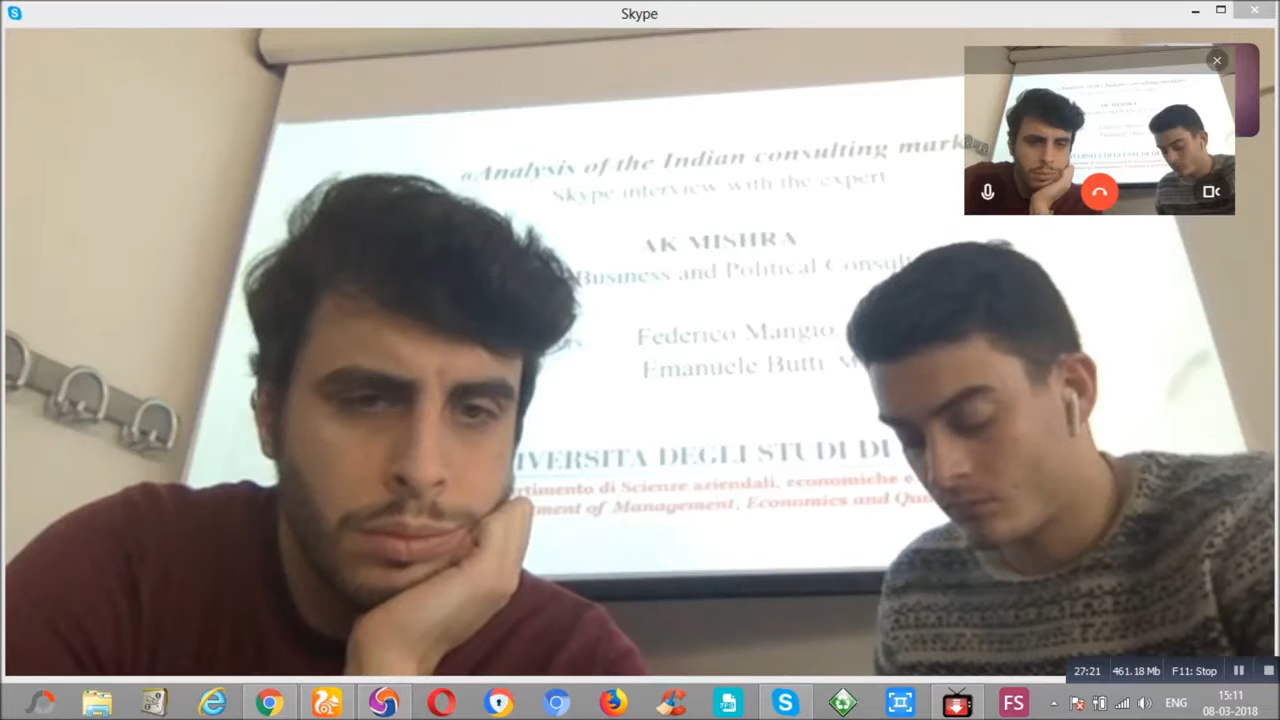 Skype
«Analysis of the Indian consulting mark
Skype interview with the expert
AK MISHRA
Business and Political Consul
Federico Mangio,
Emanuele Butti, M
IVERSITA DEGLI STUDI DI
rtimento di Scienze aziendali, economiche e
ment of Management, Economics and Qu
27:21
461.18 Mb
F11: Stop
FS
ENG
15:11
08-03-2018